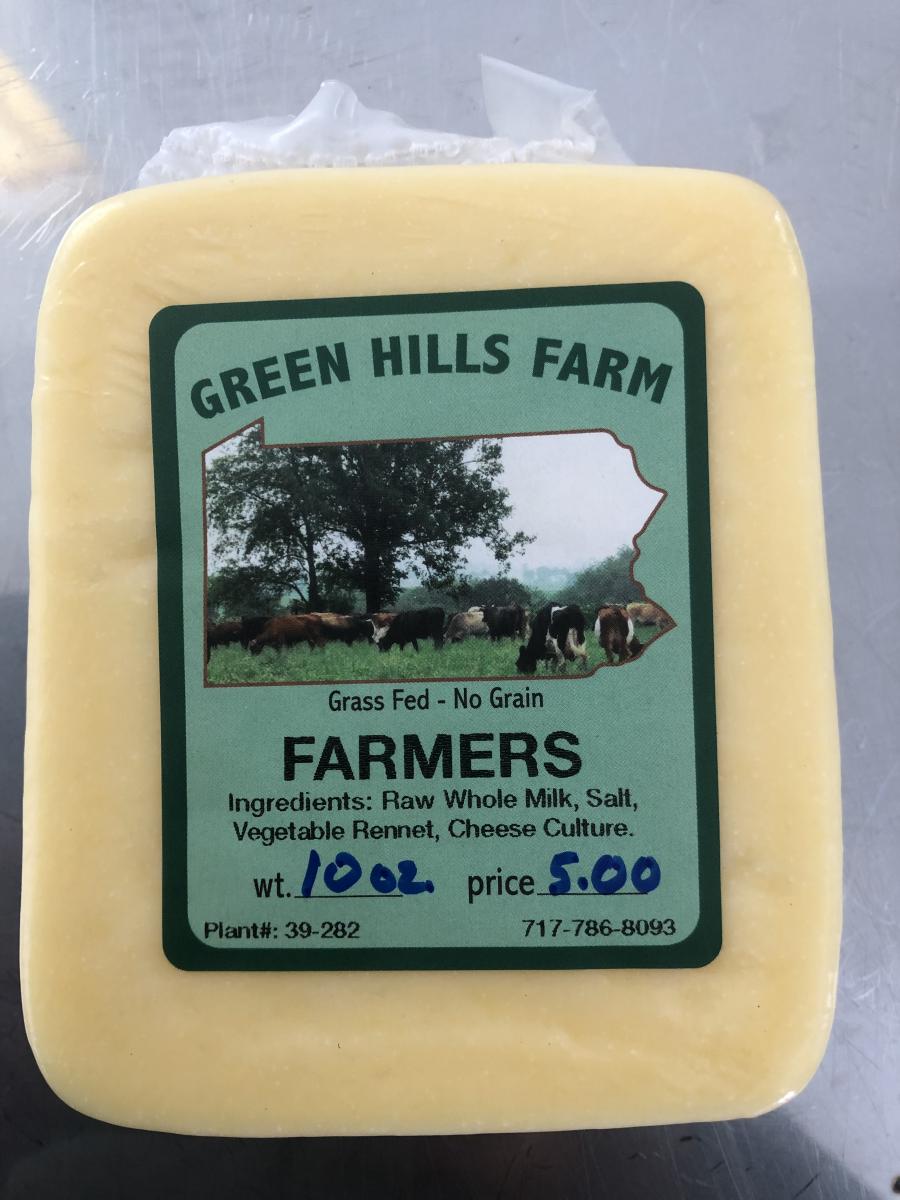 GREEN HILLS FARM
Grass Fed - No Grain
FARMERS
Ingredients: Raw Whole Milk, Salt,
Vegetable Rennet, Cheese Culture.
wt. 10 oz. price 5.00
Plant#: 39-282 717-786-8093